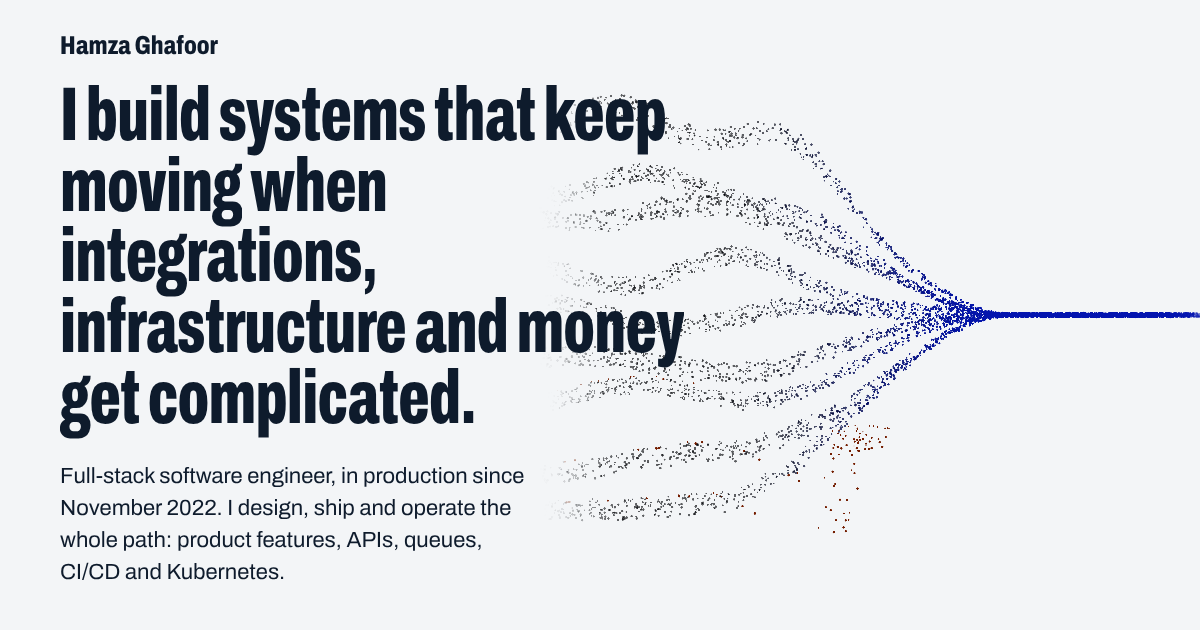 Hamza Ghafoor
I build systems that keep
moving when
integrations,
infrastructure and money
get complicated.
Full-stack software engineer, in production since
November 2022. I design, ship and operate the
whole path: product features, APIs, queues,
CI/CD and Kubernetes.